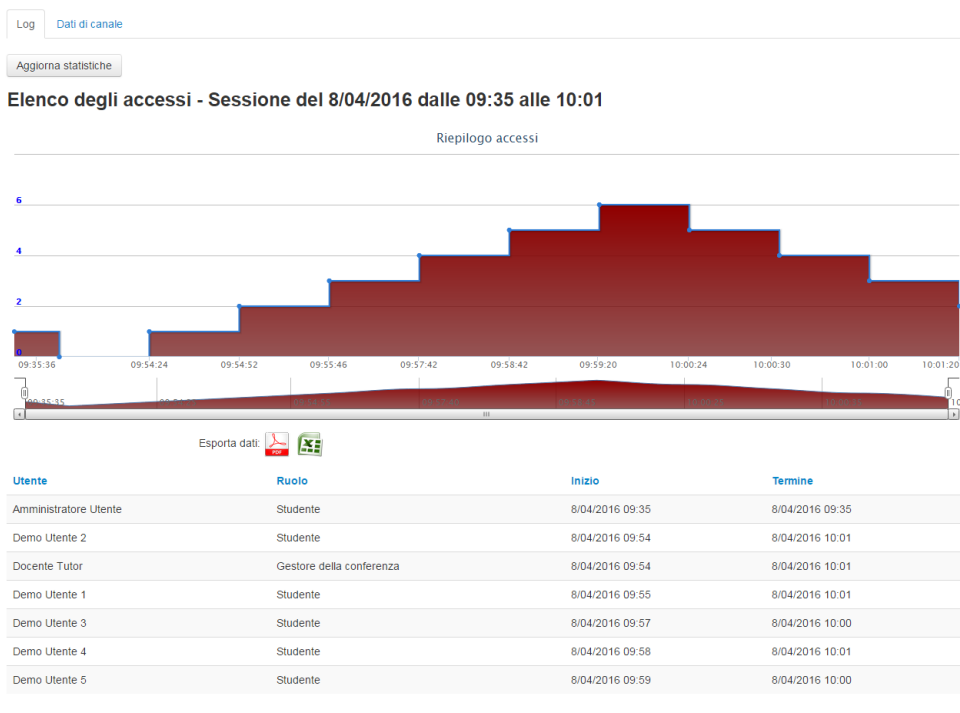 Log Dati di canale
Aggiorna statistiche
Elenco degli accessi - Sessione del 8/04/2016 dalle 09:35 alle 10:01
Riepilogo accessi
6
4
2
0
09:35:36 09:54:24 09:54:52 09:55:46 09:57:42 09:58:42 09:59:20 10:00:24 10:00:30 10:01:00 10:01:20
Esporta dati: PDF
Utente Ruolo Inizio Termine
Amministratore Utente Studente 8/04/2016 09:35 8/04/2016 09:35
Demo Utente 2 Studente 8/04/2016 09:54 8/04/2016 10:01
Docente Tutor Gestore della conferenza 8/04/2016 09:54 8/04/2016 10:01
Demo Utente 1 Studente 8/04/2016 09:55 8/04/2016 10:01
Demo Utente 3 Studente 8/04/2016 09:57 8/04/2016 10:00
Demo Utente 4 Studente 8/04/2016 09:58 8/04/2016 10:01
Demo Utente 5 Studente 8/04/2016 09:59 8/04/2016 10:00